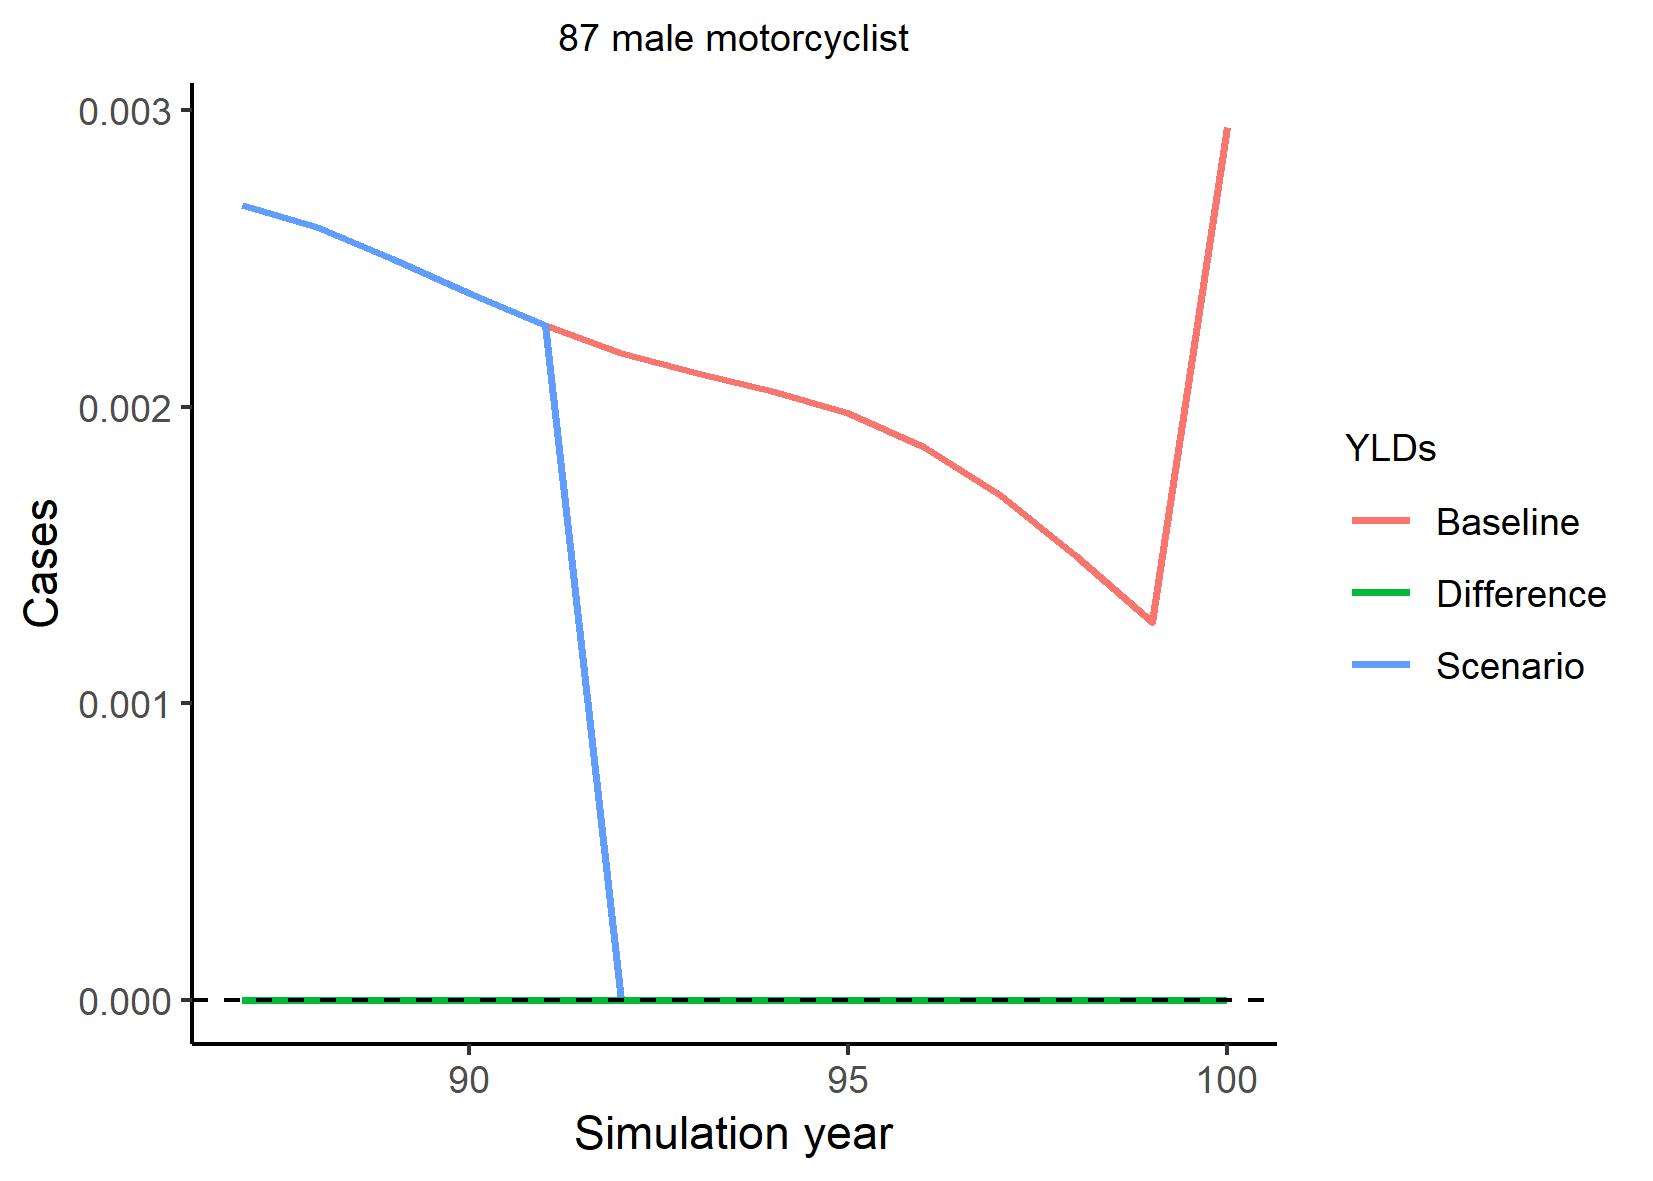 87 male motorcyclist
0.003
0.002
0.001
0.000
Cases
90 95 100
Simulation year
YLDs
Baseline
Difference
Scenario